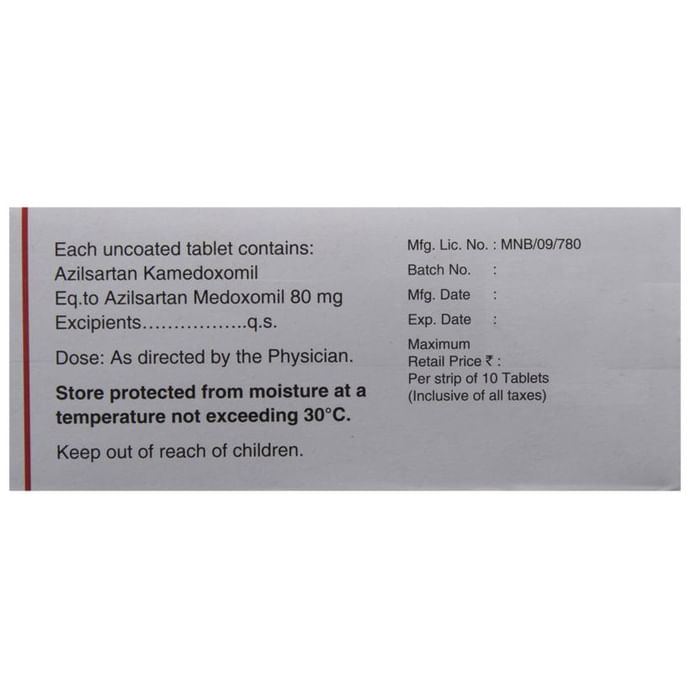 Each uncoated tablet contains:
Azilsartan Kamedoxomil
Eq.to Azilsartan Medoxomil 80 mg
Excipients.................q.s.
Dose: As directed by the Physician.
Store protected from moisture at a
temperature not exceeding 30°C.
Keep out of reach of children.
Mfg. Lic. No. : MNB/09/780
Batch No. :
Mfg. Date :
Exp. Date :
Maximum
Retail Price ₹ :
Per strip of 10 Tablets
(Inclusive of all taxes)